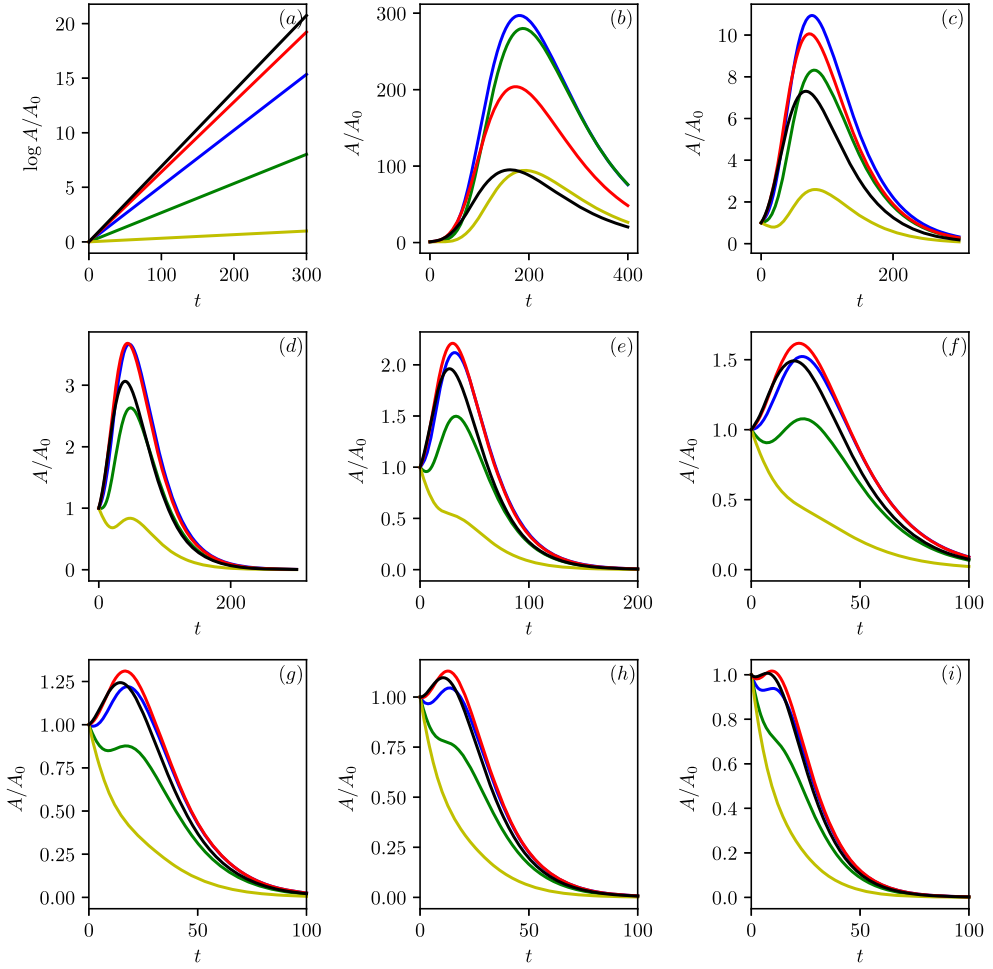 (a)
20
15
10
5
0
log A/A₀
0 100 200 300
t
(b)
300
200
100
0
A/A₀
0 200 400
t
(c)
10
8
6
4
2
0
A/A₀
0 200
t
(d)
3
2
1
0
A/A₀
0 200
t
(e)
2.0
1.5
1.0
0.5
0.0
A/A₀
0 100 200
t
(f)
1.5
1.0
0.5
0.0
A/A₀
0 50 100
t
(g)
1.25
1.00
0.75
0.50
0.25
0.00
A/A₀
0 50 100
t
(h)
1.00
0.75
0.50
0.25
0.00
A/A₀
0 50 100
t
(i)
1.0
0.8
0.6
0.4
0.2
0.0
A/A₀
0 50 100
t